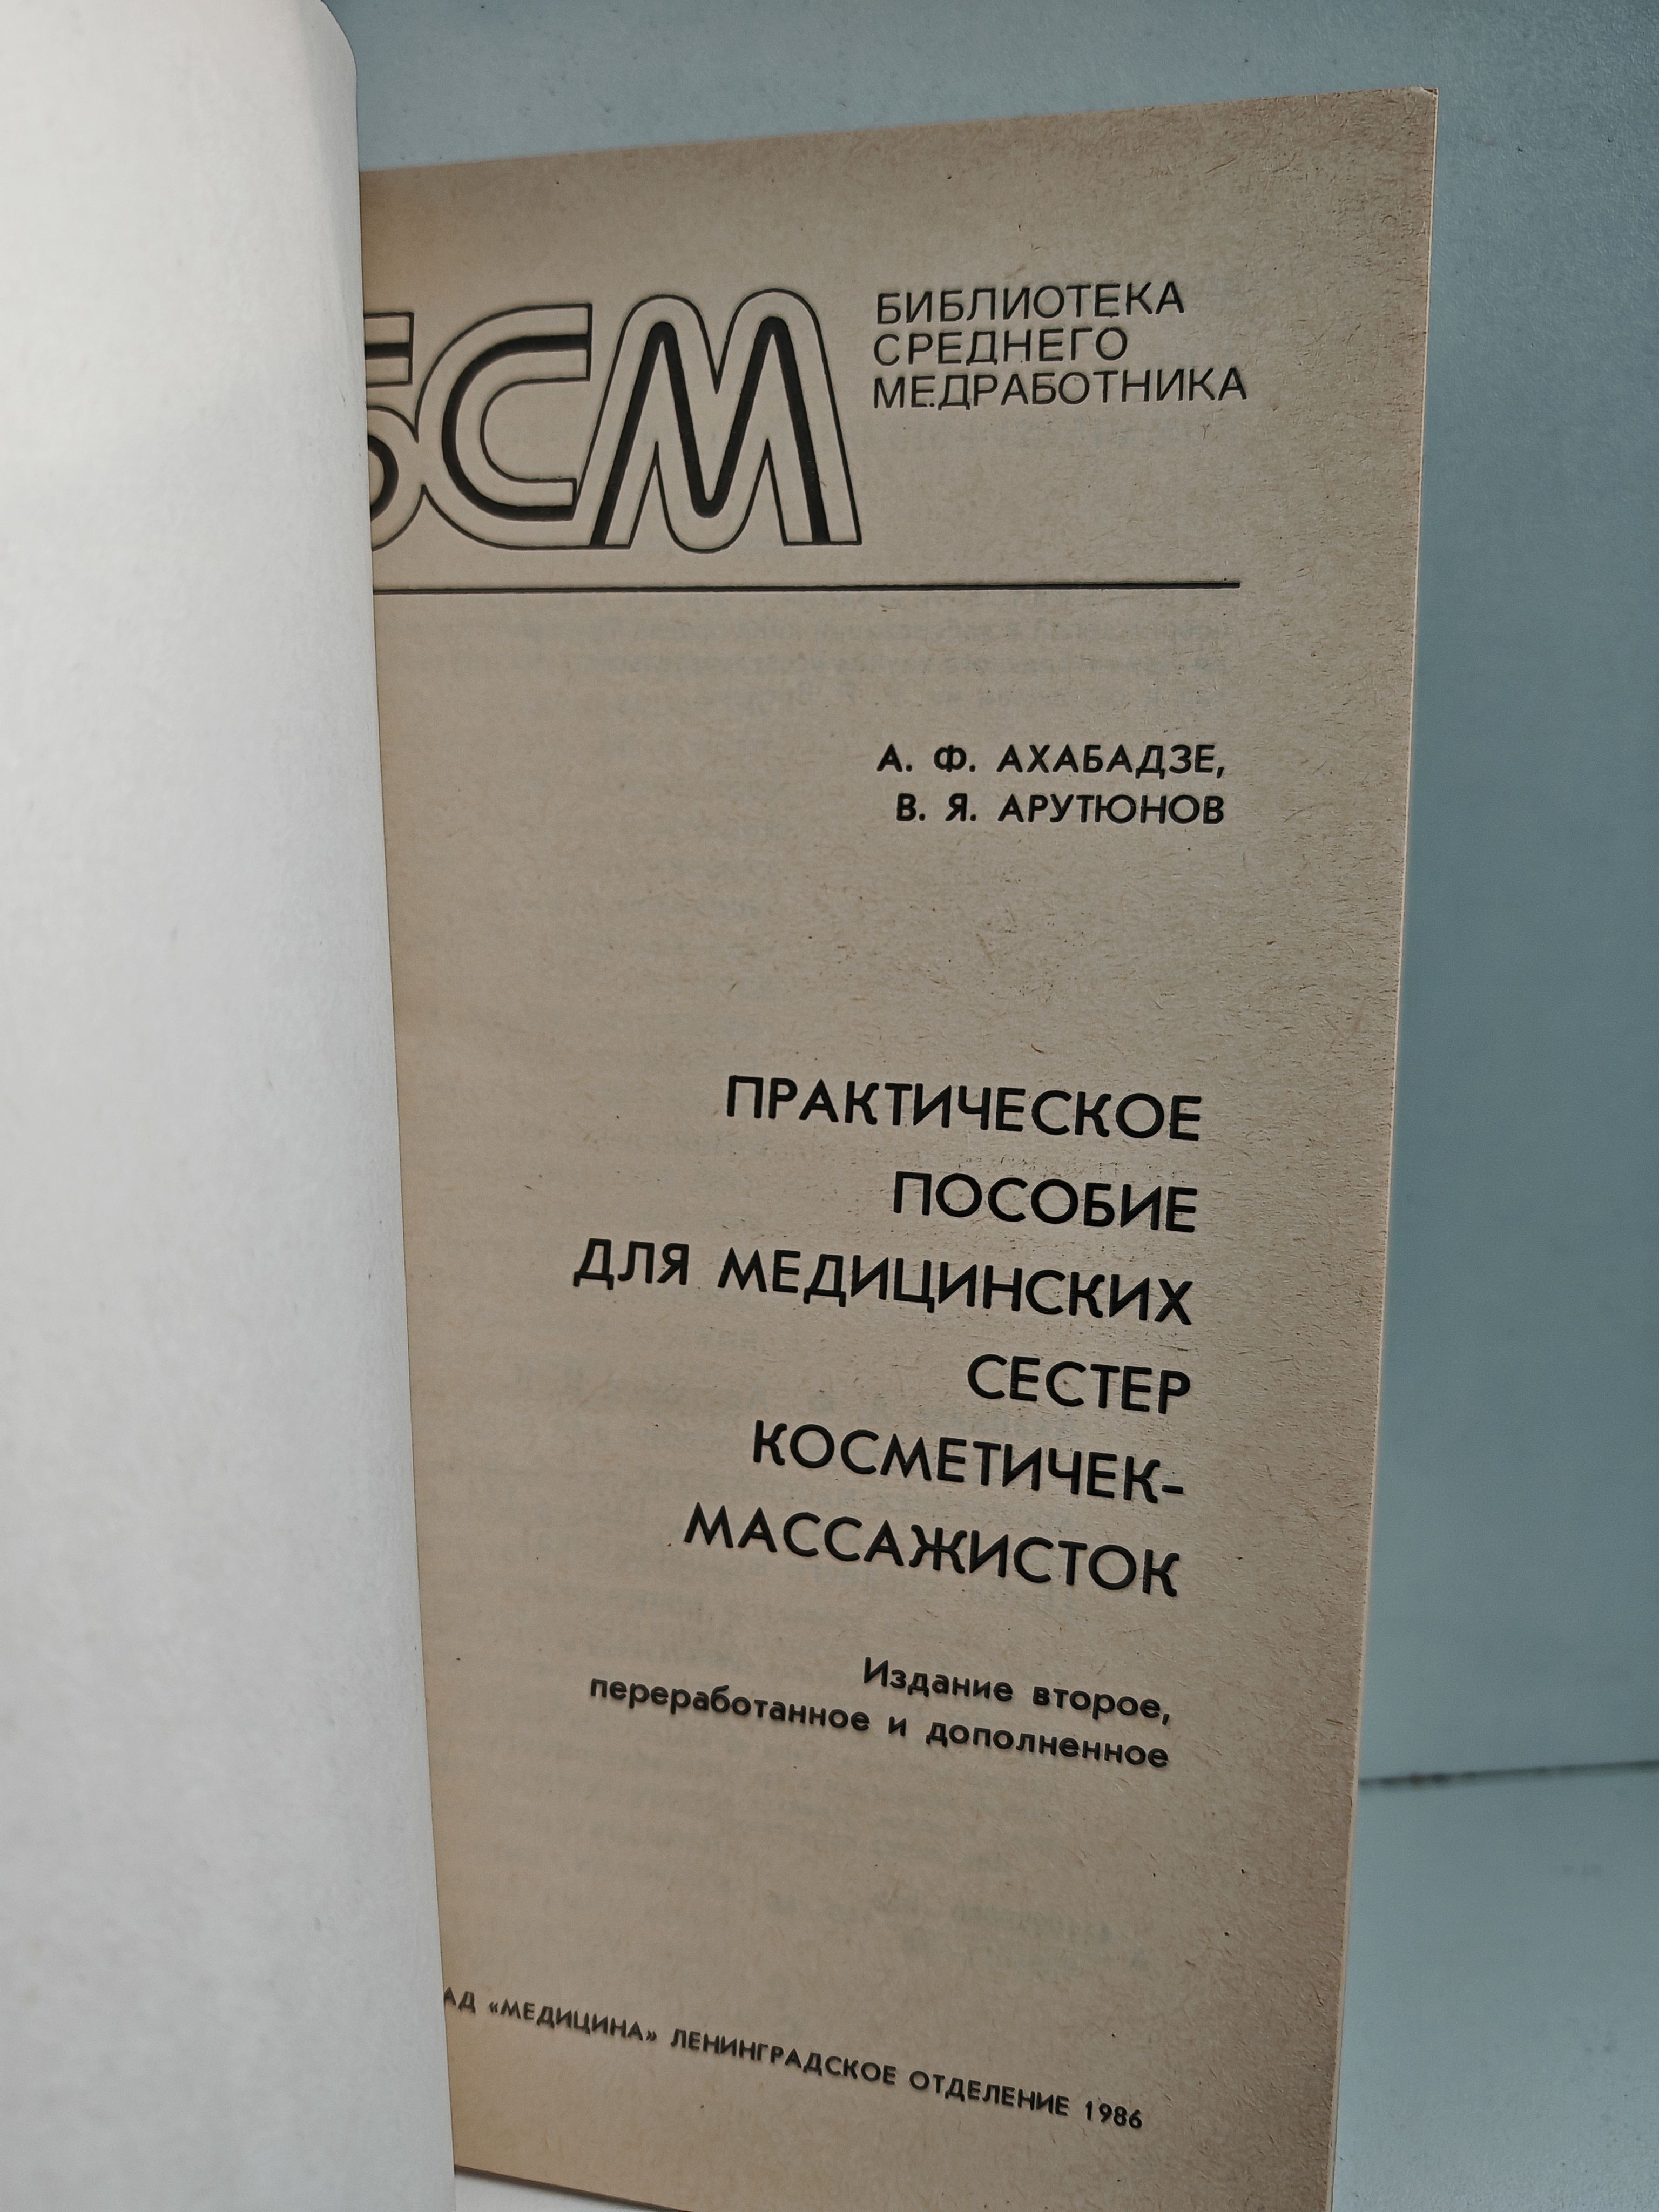 БСМ
БИБЛИОТЕКА
СРЕДНЕГО
МЕДРАБОТНИКА
А. Ф. АХАБАДЗЕ,
В. Я. АРУТЮНОВ
ПРАКТИЧЕСКОЕ
ПОСОБИЕ
ДЛЯ МЕДИЦИНСКИХ
СЕСТЕР
КОСМЕТИЧЕК-
МАССАЖИСТОК
Издание второе,
переработанное и дополненное
«МЕДИЦИНА» ЛЕНИНГРАДСКОЕ ОТДЕЛЕНИЕ 1986